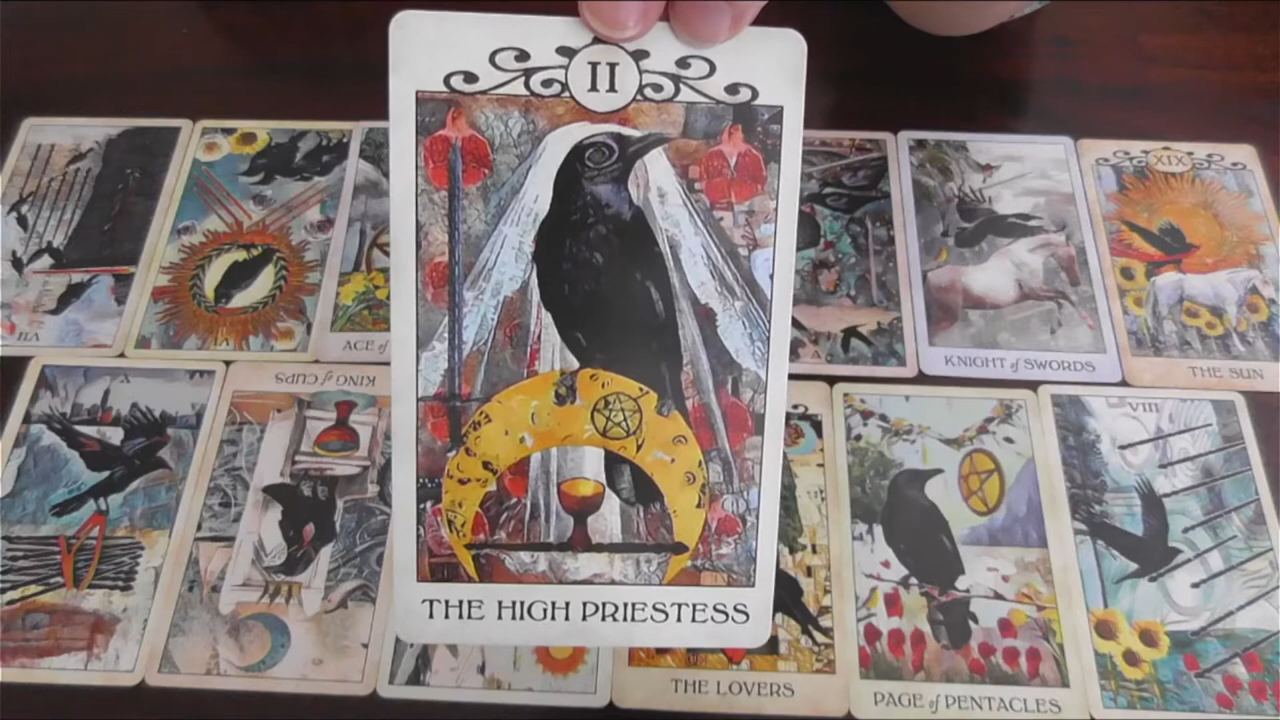 II
THE HIGH PRIESTESS
VII
VI
ACE of
V
KNIGHT of SWORDS
XIX
THE SUN
KING of CUPS
THE LOVERS
PAGE of PENTACLES
VIII